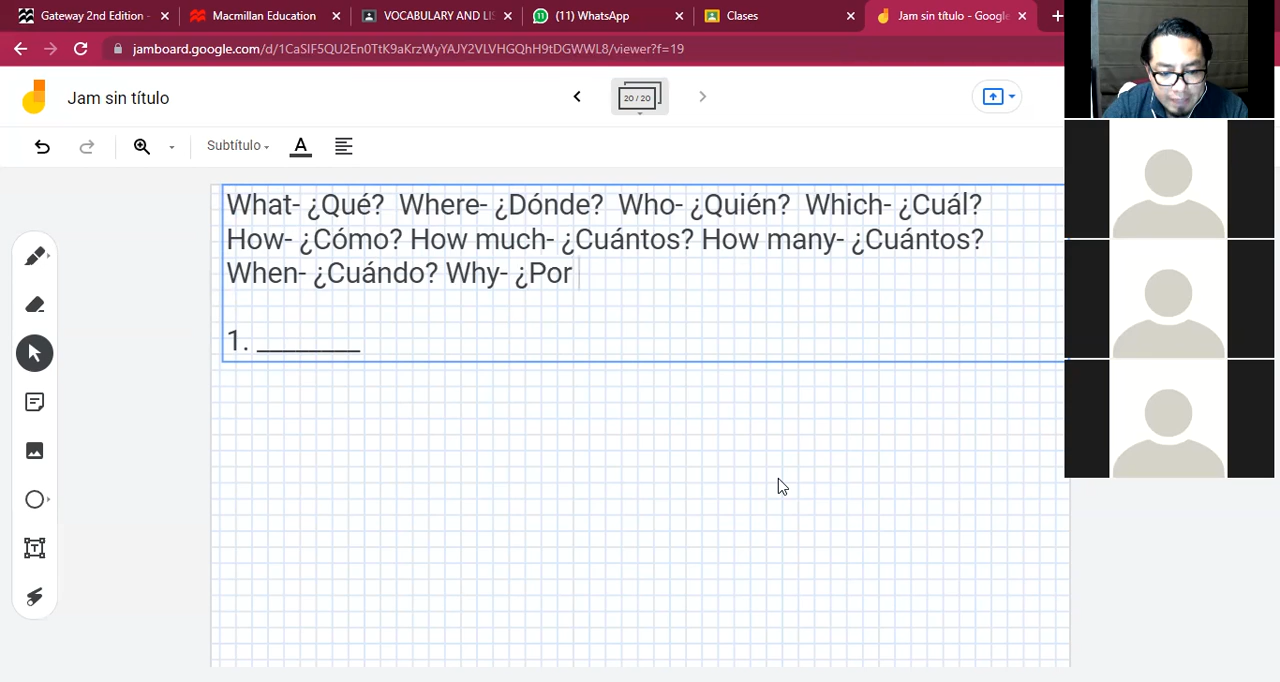 Gateway 2nd Edition -
Macmillan Education
VOCABULARY AND LIS
(11) WhatsApp
Clases
Jam sin título - Google
jamboard.google.com/d/1CaSIF5QU2En0TtK9aKrzWyYAJY2VLVHGQhH9tDGWWL8/viewer?f=19
Jam sin título
20 / 20
Subtítulo
A
What- ¿Qué?  Where- ¿Dónde?  Who- ¿Quién?  Which- ¿Cuál?
How- ¿Cómo? How much- ¿Cuántos? How many- ¿Cuántos?
When- ¿Cuándo? Why- ¿Por
1. ________